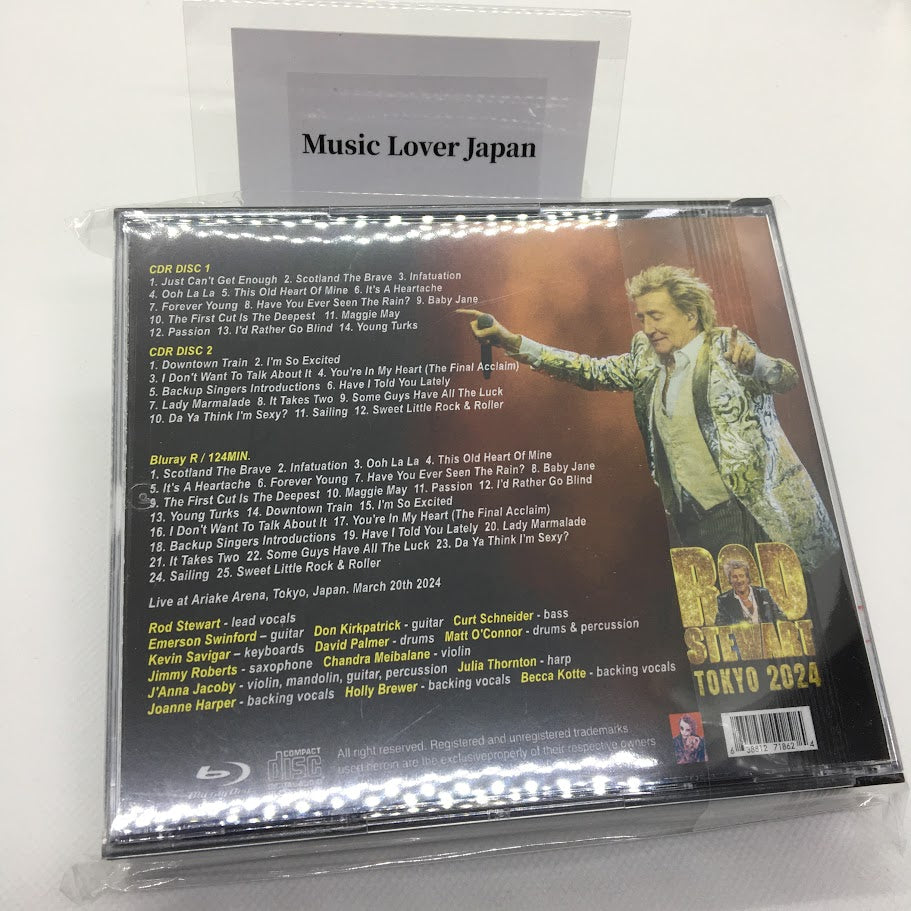 Music Lover Japan
CDR DISC 1
1. Just Can't Get Enough 2. Scotland The Brave 3. Infatuation
4. Ooh La La 5. This Old Heart Of Mine 6. It's A Heartache
7. Forever Young 8. Have You Ever Seen The Rain? 9. Baby Jane
10. The First Cut Is The Deepest 11. Maggie May
12. Passion 13. I'd Rather Go Blind 14. Young Turks
CDR DISC 2
1. Downtown Train 2. I'm So Excited
3. I Don't Want To Talk About It 4. You're In My Heart (The Final Acclaim)
5. Backup Singers Introductions 6. Have I Told You Lately
7. Lady Marmalade 8. It Takes Two 9. Some Guys Have All The Luck
10. Da Ya Think I'm Sexy? 11. Sailing 12. Sweet Little Rock & Roller
Bluray R / 124MIN.
1. Scotland The Brave 2. Infatuation 3. Ooh La La 4. This Old Heart Of Mine
5. It's A Heartache 6. Forever Young 7. Have You Ever Seen The Rain? 8. Baby Jane
9. The First Cut Is The Deepest 10. Maggie May 11. Passion 12. I'd Rather Go Blind
13. Young Turks 14. Downtown Train 15. I'm So Excited
16. I Don't Want To Talk About It 17. You're In My Heart (The Final Acclaim)
18. Backup Singers Introductions 19. Have I Told You Lately 20. Lady Marmalade
21. It Takes Two 22. Some Guys Have All The Luck 23. Da Ya Think I'm Sexy?
24. Sailing 25. Sweet Little Rock & Roller
Live at Ariake Arena, Tokyo, Japan. March 20th 2024
Rod Stewart - lead vocals
Emerson Swinford – guitar Don Kirkpatrick - guitar Curt Schneider - bass
Kevin Savigar – keyboards David Palmer - drums Matt O'Connor - drums & percussion
Jimmy Roberts - saxophone Chandra Meibalane - violin
J'Anna Jacoby - violin, mandolin, guitar, percussion Julia Thornton - harp
Joanne Harper - backing vocals Holly Brewer - backing vocals Becca Kotte - backing vocals
ROD
STEWART
TOKYO 2024
Blu-ray Disc
COMPACT
disc
All right reserved. Registered and unregistered trademarks
used herein are the exclusiveproperly of their respective owners